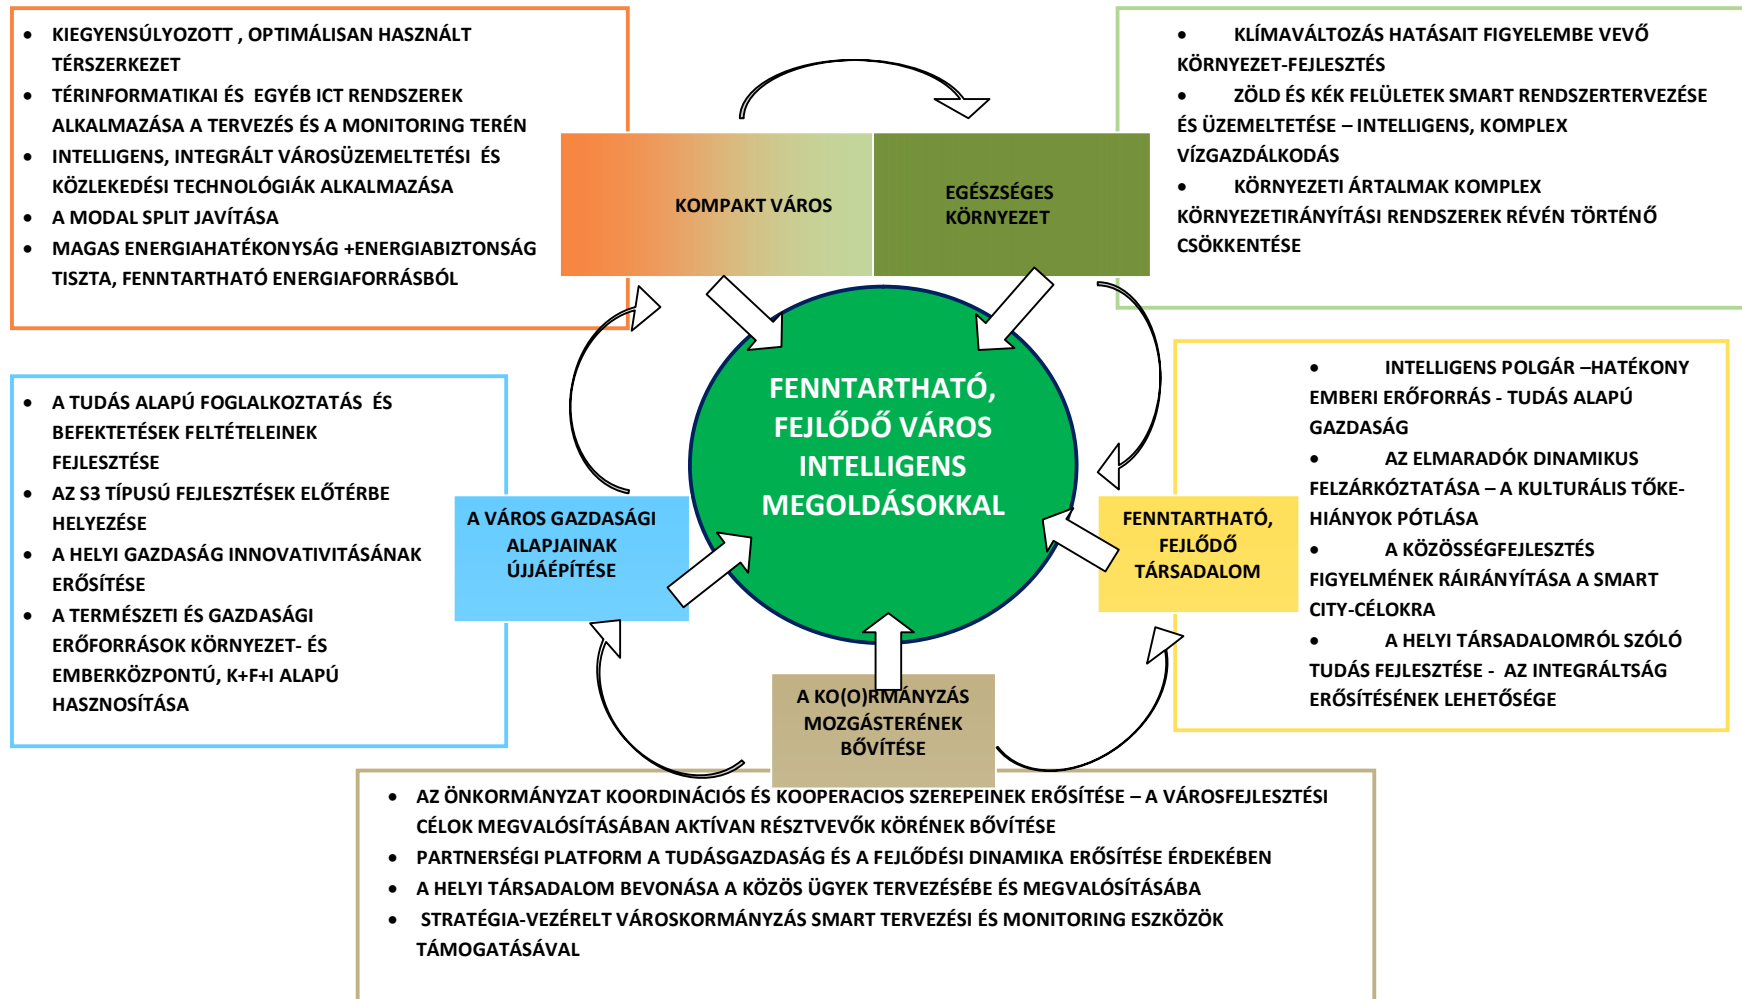 • KIEGYENSÚLYOZOTT , OPTIMÁLISAN HASZNÁLT
TÉRSZERKEZET
• TÉRINFORMATIKAI ÉS EGYÉB ICT RENDSZEREK
ALKALMAZÁSA A TERVEZÉS ÉS A MONITORING TERÉN
• INTELLIGENS, INTEGRÁLT VÁROSÜZEMELTETÉSI ÉS
KÖZLEKEDÉSI TECHNOLÓGIÁK ALKALMAZÁSA
• A MODAL SPLIT JAVÍTÁSA
• MAGAS ENERGIAHATÉKONYSÁG +ENERGIABIZTONSÁG
TISZTA, FENNTARTHATÓ ENERGIAFORRÁSBÓL
KOMPAKT VÁROS
EGÉSZSÉGES
KÖRNYEZET
• KLÍMAVÁLTOZÁS HATÁSAIT FIGYELEMBE VEVŐ
KÖRNYEZET-FEJLESZTÉS
• ZÖLD ÉS KÉK FELÜLETEK SMART RENDSZERTERVEZÉSE
ÉS ÜZEMELTETÉSE – INTELLIGENS, KOMPLEX
VÍZGAZDÁLKODÁS
• KÖRNYEZETI ÁRTALMAK KOMPLEX
KÖRNYEZETIRÁNYÍTÁSI RENDSZEREK RÉVÉN TÖRTÉNŐ
CSÖKKENTÉSE
• A TUDÁS ALAPÚ FOGLALKOZTATÁS ÉS
BEFEKTETÉSEK FELTÉTELEINEK
FEJLESZTÉSE
• AZ S3 TÍPUSÚ FEJLESZTÉSEK ELŐTÉRBE
HELYEZÉSE
• A HELYI GAZDASÁG INNOVATIVITÁSÁNAK
ERŐSÍTÉSE
• A TERMÉSZETI ÉS GAZDASÁGI
ERŐFORRÁSOK KÖRNYEZET- ÉS
EMBERKÖZPONTÚ, K+F+I ALAPÚ
HASZNOSÍTÁSA
A VÁROS GAZDASÁGI
ALAPJAINAK
ÚJJÁÉPÍTÉSE
FENNTARTHATÓ,
FEJLŐDŐ VÁROS
INTELLIGENS
MEGOLDÁSOKKAL
FENNTARTHATÓ,
FEJLŐDŐ
TÁRSADALOM
• INTELLIGENS POLGÁR –HATÉKONY
EMBERI ERŐFORRÁS - TUDÁS ALAPÚ
GAZDASÁG
• AZ ELMARADÓK DINAMIKUS
FELZÁRKÓZTATÁSA – A KULTURÁLIS TŐKE-
HIÁNYOK PÓTLÁSA
• A KÖZÖSSÉGFEJLESZTÉS
FIGYELMÉNEK RÁIRÁNYÍTÁSA A SMART
CITY-CÉLOKRA
• A HELYI TÁRSADALOMRÓL SZÓLÓ
TUDÁS FEJLESZTÉSE - AZ INTEGRÁLTSÁG
ERŐSÍTÉSÉNEK LEHETŐSÉGE
A KO(O)RMÁNYZÁS
MOZGÁSTERÉNEK
BŐVÍTÉSE
• AZ ÖNKORMÁNYZAT KOORDINÁCIÓS ÉS KOOPERÁCIÓS SZEREPEINEK ERŐSÍTÉSE – A VÁROSFEJLESZTÉSI
CÉLOK MEGVALÓSÍTÁSÁBAN AKTÍVAN RÉSZTVEVŐK KÖRÉNEK BŐVÍTÉSE
• PARTNERSÉGI PLATFORM A TUDÁSGAZDASÁG ÉS A FEJLŐDÉSI DINAMIKA ERŐSÍTÉSE ÉRDEKÉBEN
• A HELYI TÁRSADALOM BEVONÁSA A KÖZÖS ÜGYEK TERVEZÉSÉBE ÉS MEGVALÓSÍTÁSÁBA
• STRATÉGIA-VEZÉRELT VÁROSKORMÁNYZÁS SMART TERVEZÉSI ÉS MONITORING ESZKÖZÖK
TÁMOGATÁSÁVAL